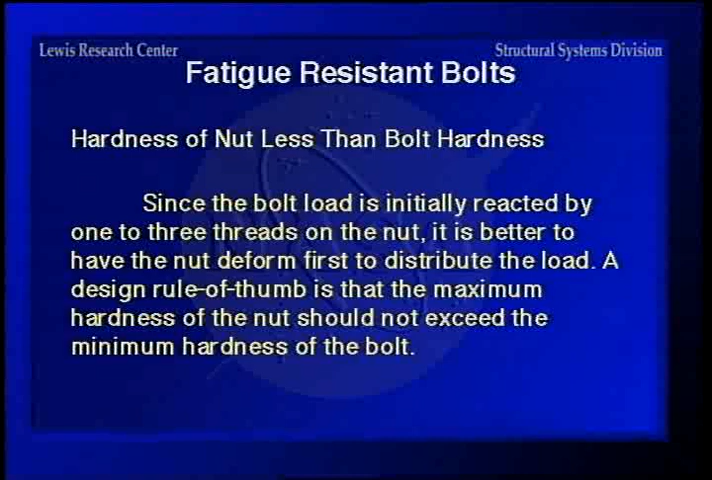 Lewis Research Center
Structural Systems Division
Fatigue Resistant Bolts
Hardness of Nut Less Than Bolt Hardness
Since the bolt load is initially reacted by
one to three threads on the nut, it is better to
have the nut deform first to distribute the load. A
design rule-of-thumb is that the maximum
hardness of the nut should not exceed the
minimum hardness of the bolt.